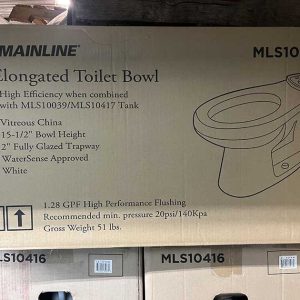 MAINLINE®
MLS10
Elongated Toilet Bowl
High Efficiency when combined
with MLS10039/MLS10417 Tank
Vitreous China
15-1/2" Bowl Height
2" Fully Glazed Trapway
WaterSense Approved
White
1.28 GPF High Performance Flushing
Recommended min. pressure 20psi/140Kpa
Gross Weight 51 lbs.
LS10416
MLS10416